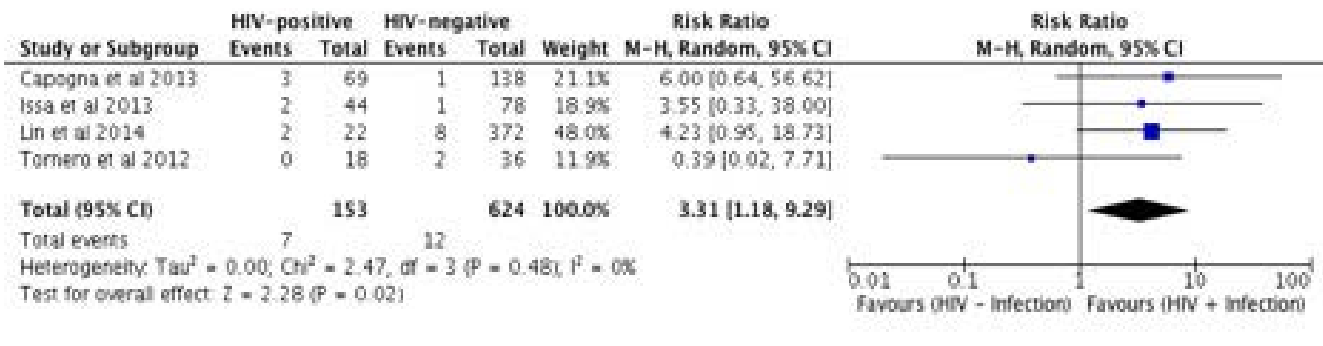 HIV-positive HIV-negative Risk Ratio Risk Ratio
Study or Subgroup Events Total Events Total Weight M-H, Random, 95% CI M-H, Random, 95% CI
Capogna et al 2013 3 69 1 138 21.1% 6.00 [0.64, 56.62]
Issa et al 2013 2 44 1 78 18.9% 3.55 [0.33, 38.00]
Lin et al 2014 2 22 8 372 48.0% 4.23 [0.95, 18.73]
Tornero et al 2012 0 18 2 36 11.9% 0.39 [0.02, 7.71]
Total (95% CI) 153 624 100.0% 3.31 [1.18, 9.29]
Total events 7 12
Heterogeneity: Tau² = 0.00; Chi² = 2.47, df = 3 (P = 0.48); I² = 0%
Test for overall effect: Z = 2.28 (P = 0.02)
0.01 0.1 1 10 100
Favours (HIV - Infection) Favours (HIV + Infection)